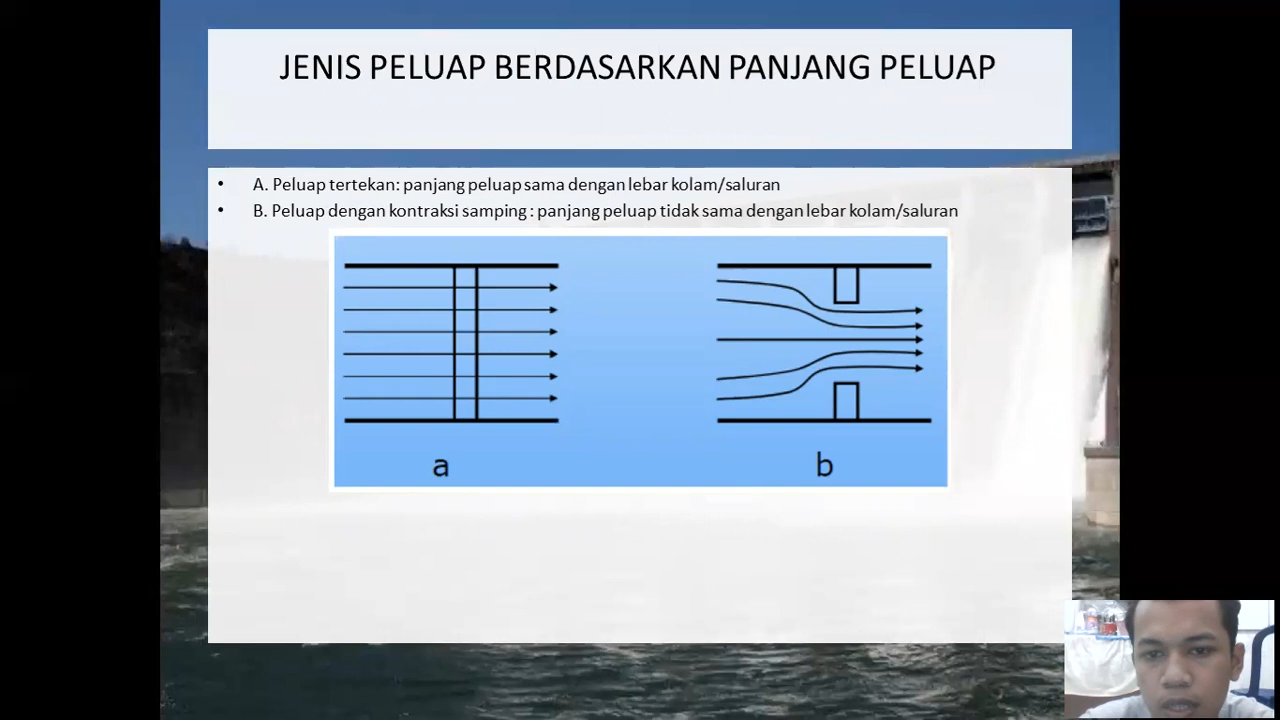 JENIS PELUAP BERDASARKAN PANJANG PELUAP
• A. Peluap tertekan: panjang peluap sama dengan lebar kolam/saluran
• B. Peluap dengan kontraksi samping : panjang peluap tidak sama dengan lebar kolam/saluran
a b